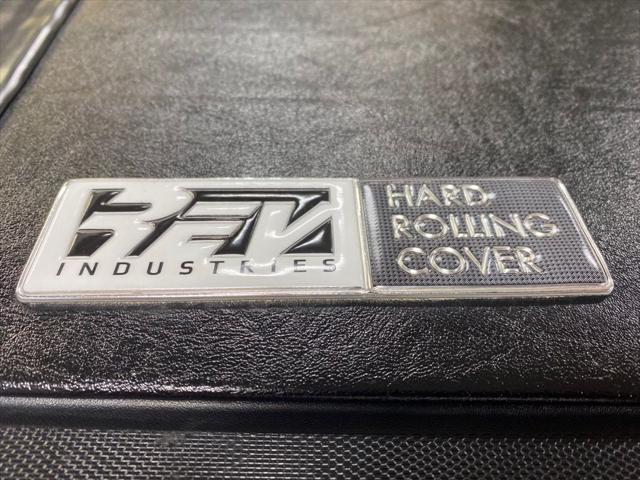 REV
INDUSTRIES
HARD
ROLLING
COVER